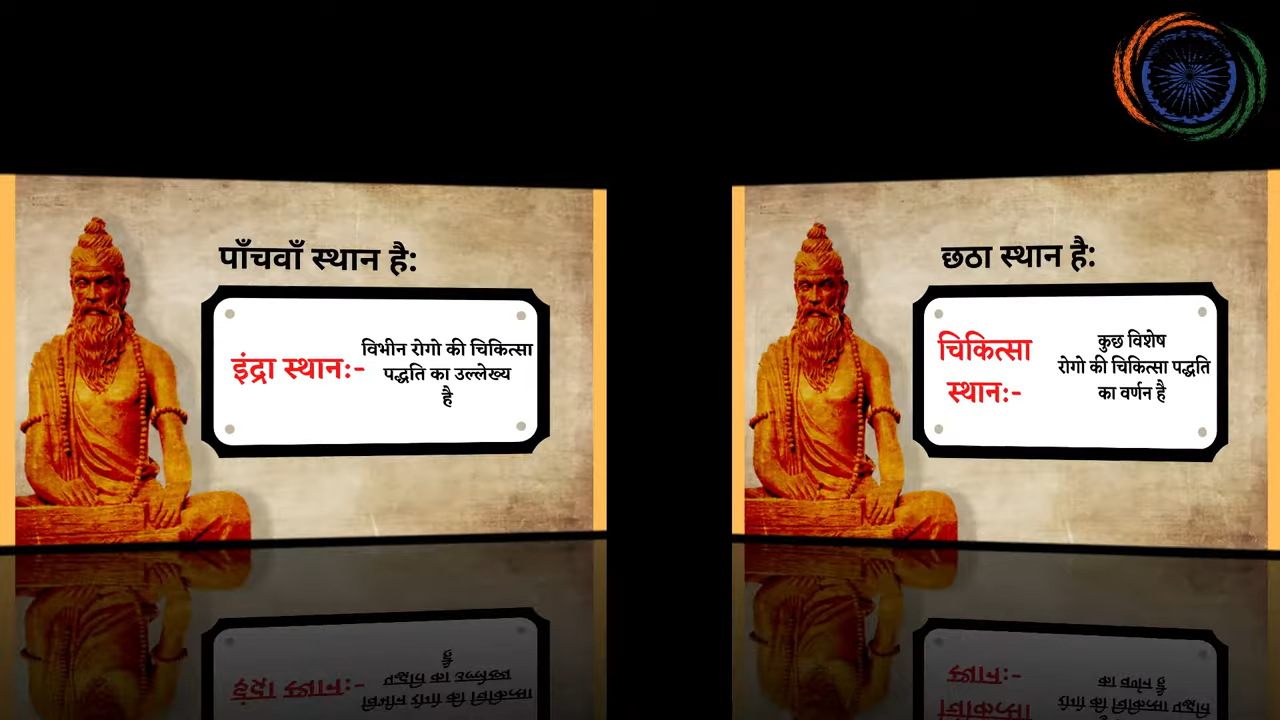 पाँचवाँ स्थान है:
इंद्रा स्थान:-
विभीन रोगो की चिकित्सा
पद्धति का उल्लेख्य
है
छठा स्थान है:
चिकित्सा
स्थान:-
कुछ विशेष
रोगो की चिकित्सा पद्धति
का वर्णन है